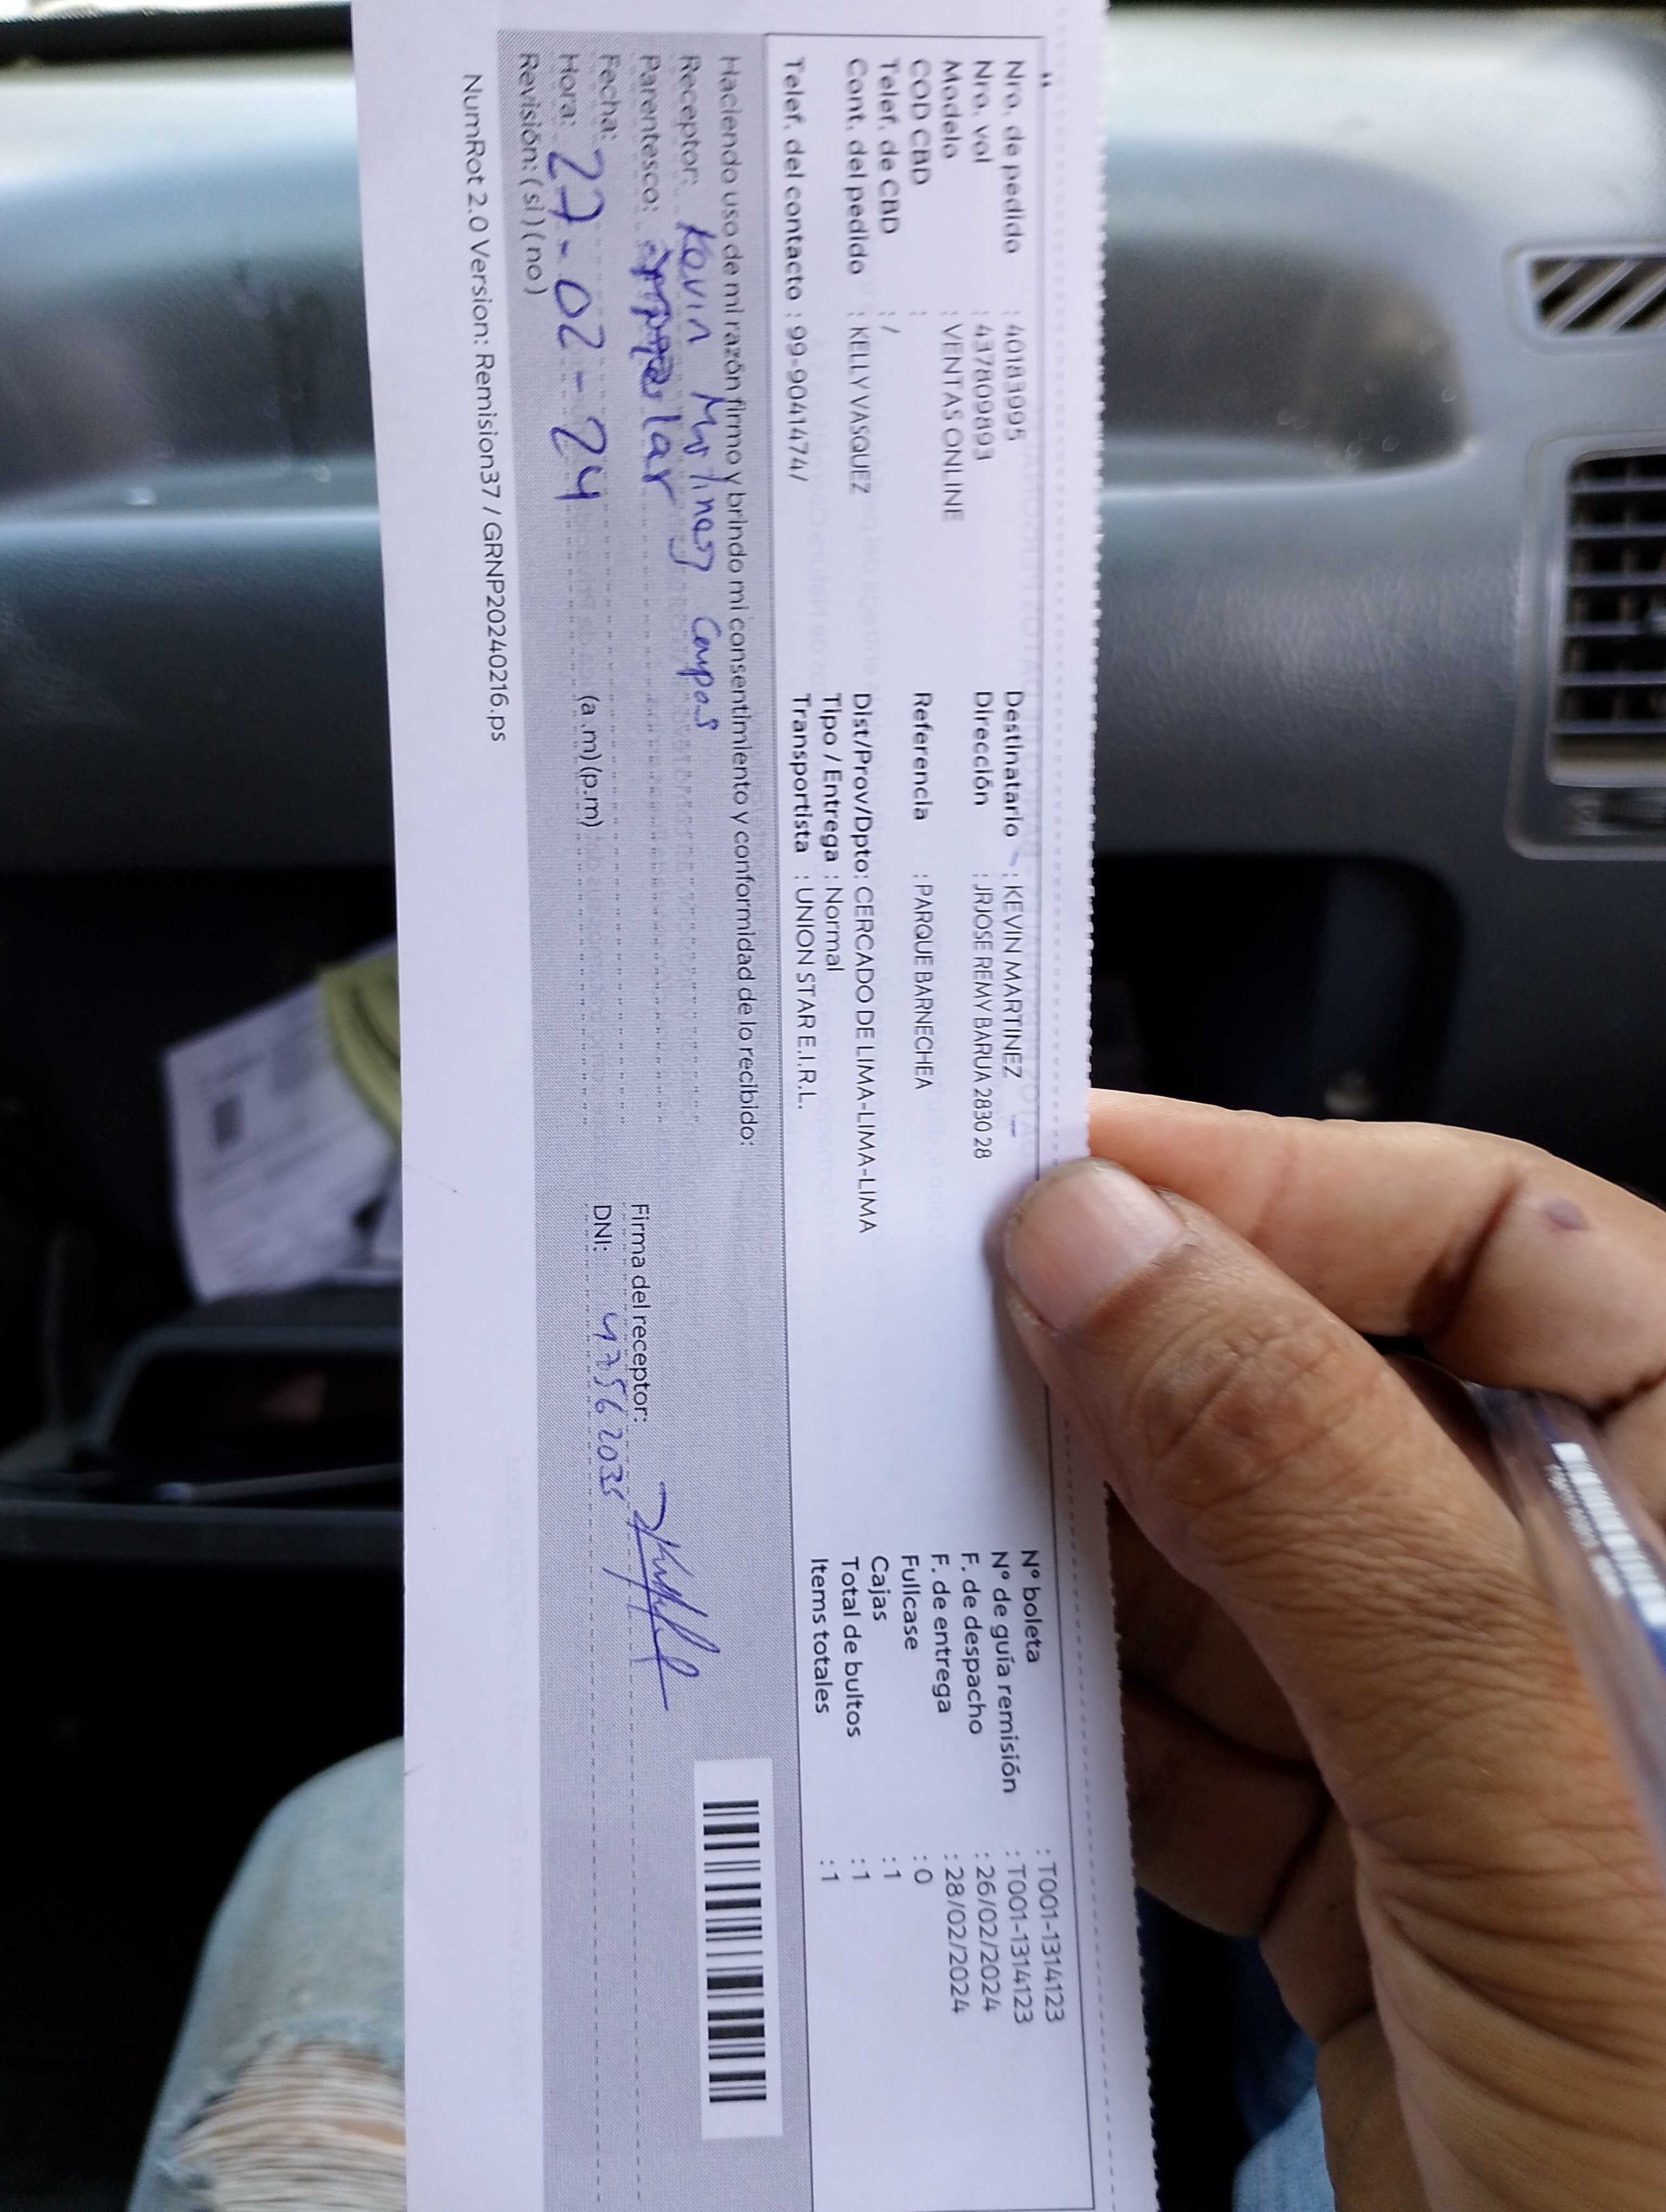 Nro. de pedido : 40183995
Nro. val : 437809893
Modelo : VENTAS ONLINE
COD CBD :
Telef. de CBD : /
Cont. del pedido : KELLY VASQUEZ
Telef. del contacto : 99-9041474/
Destinatario : KEVIN MARTINEZ
Dirección : JRJOSE REMY BARUA 2830 28
Referencia : PARQUE BARNECHEA
Dist/Prov/Dpto: CERCADO DE LIMA-LIMA-LIMA
Tipo / Entrega : Normal
Transportista : UNION STAR E.I.R.L.
N° boleta : T001-1314123
N° de guía remisión : T001-1314123
F. de despacho : 26/02/2024
F. de entrega : 28/02/2024
Fullcase : 0
Cajas : 1
Total de bultos : 1
Items totales : 1
Haciendo uso de mi razón firmo y brindo mi consentimiento y conformidad de lo recibido:
Receptor: Kevin
Parentesco:
Fecha: 27-02-24
Hora: (a.m)(p.m)
Revisión: (si)(no)
Firma del receptor:
DNI:
NumRot 2.0 Version: Remision37 / GRNP20240216.ps